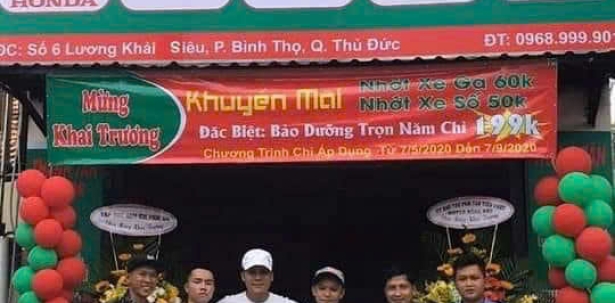 HONDA
ĐC: Số 6 Lương Khải Siêu, P. Bình Thọ, Q. Thủ Đức ĐT: 0968.999.901
Mừng
Khai Trương
Khuyến Mãi
Nhớt Xe Ga 60k
Nhớt Xe Số 50k
Đặc Biệt: Bảo Dưỡng Trọn Năm Chỉ 199k
Chương Trình Chỉ Áp Dụng Từ 7/5/2020 Đến 7/9/2020